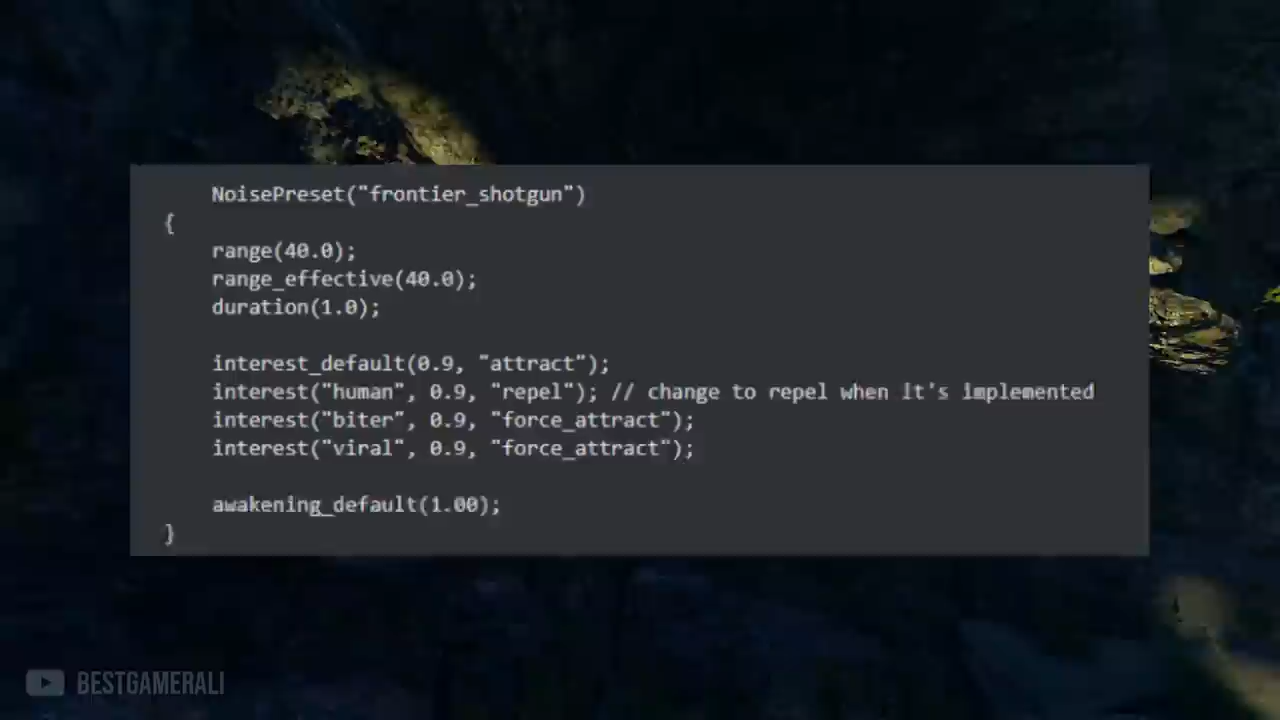 NoisePreset("frontier_shotgun")
{
range(40.0);
range_effective(40.0);
duration(1.0);
interest_default(0.9, "attract");
interest("human", 0.9, "repel"); // change to repel when it's implemented
interest("biter", 0.9, "force_attract");
interest("viral", 0.9, "force_attract");
awakening_default(1.00);
}
BESTGAMERALI